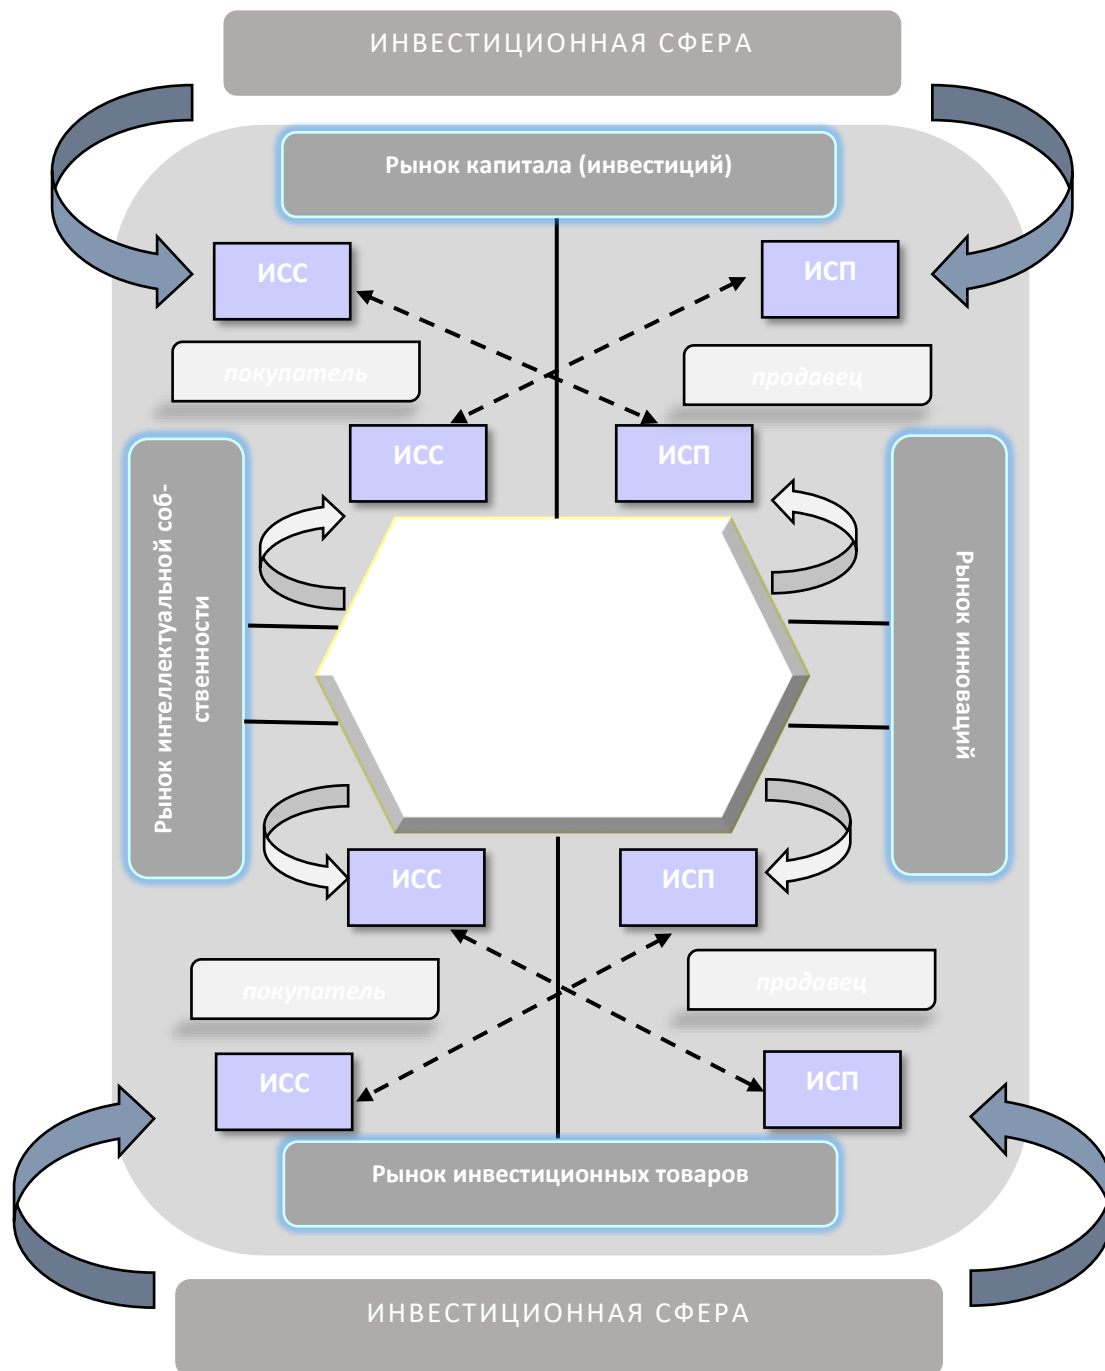 ИНВЕСТИЦИОННАЯ СФЕРА
Рынок капитала (инвестиций)
ИСС
ИСП
покупатель
продавец
ИСС
ИСП
Рынок интеллектуальной соб-
ственности
Рынок инноваций
ИСС
ИСП
покупатель
продавец
ИСС
ИСП
Рынок инвестиционных товаров
ИНВЕСТИЦИОННАЯ СФЕРА